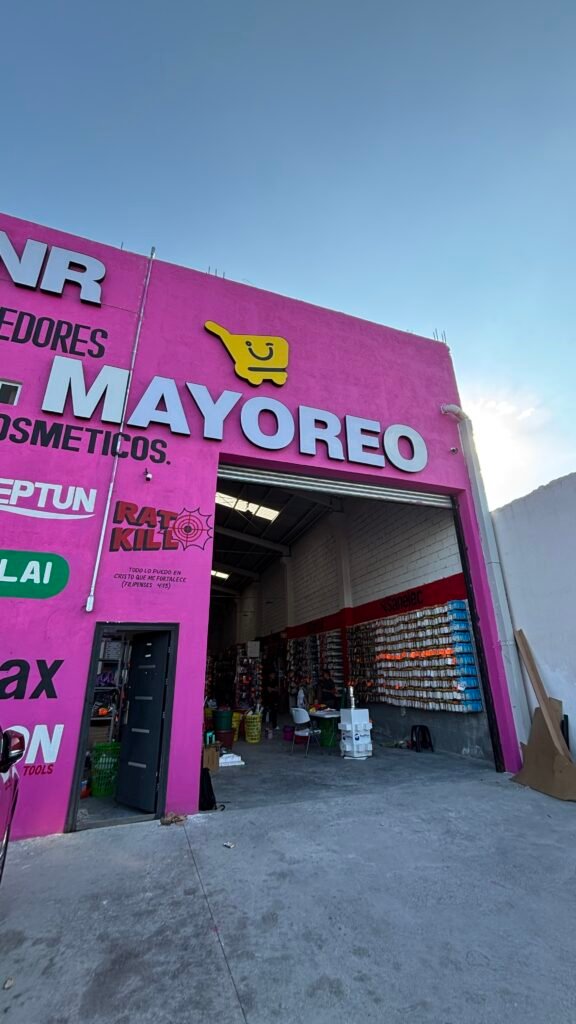 NR
EDORES
MAYOREO
OSMETICOS.
EPTUN
RAT
KILL
TODO LO PUEDO EN
CRISTO QUE ME FORTALECE
(FILIPENSES 4:13)
LAI
ax
ON
TOOLS